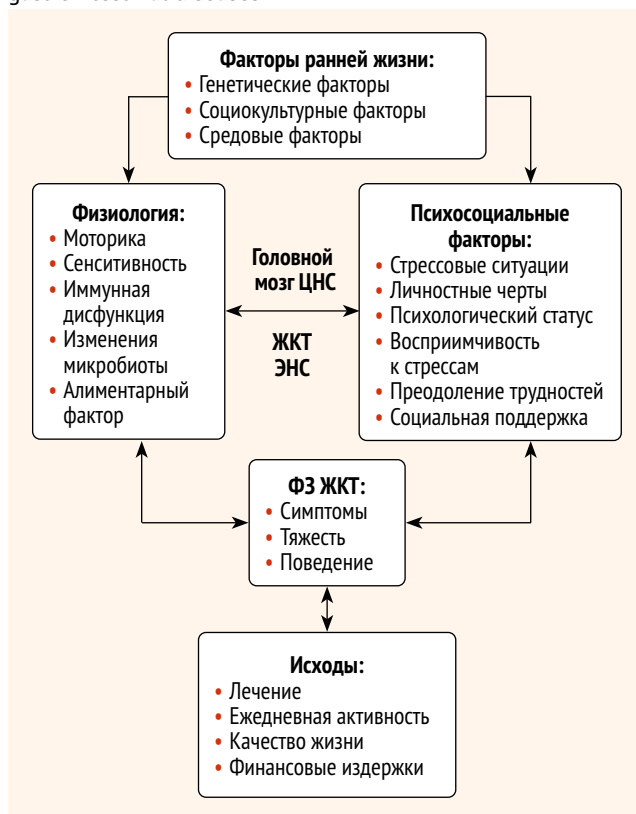 Факторы ранней жизни:
• Генетические факторы
• Социокультурные факторы
• Средовые факторы
Физиология:
• Моторика
• Сенситивность
• Иммунная
дисфункция
• Изменения
микробиоты
• Алиментарный
фактор
Головной
мозг ЦНС
ЖКТ
ЭНС
Психосоциальные
факторы:
• Стрессовые ситуации
• Личностные черты
• Психологический статус
• Восприимчивость
к стрессам
• Преодоление трудностей
• Социальная поддержка
ФЗ ЖКТ:
• Симптомы
• Тяжесть
• Поведение
Исходы:
• Лечение
• Ежедневная активность
• Качество жизни
• Финансовые издержки